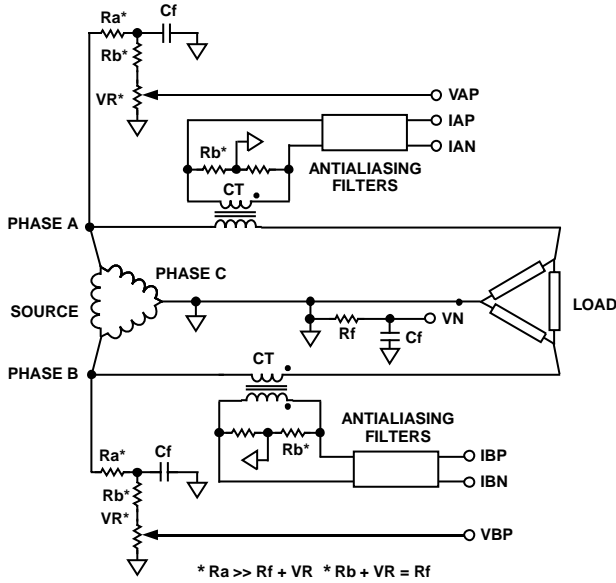 Ra*
Cf
Rb*
VR*
VAP
IAP
IAN
Rb*
ANTIALIASING
FILTERS
CT
PHASE A
PHASE C
SOURCE
LOAD
VN
Rf
Cf
PHASE B
CT
ANTIALIASING
FILTERS
Ra*
Cf
Rb*
IBP
IBN
Rb*
VR*
VBP
* Ra >> Rf + VR * Rb + VR = Rf